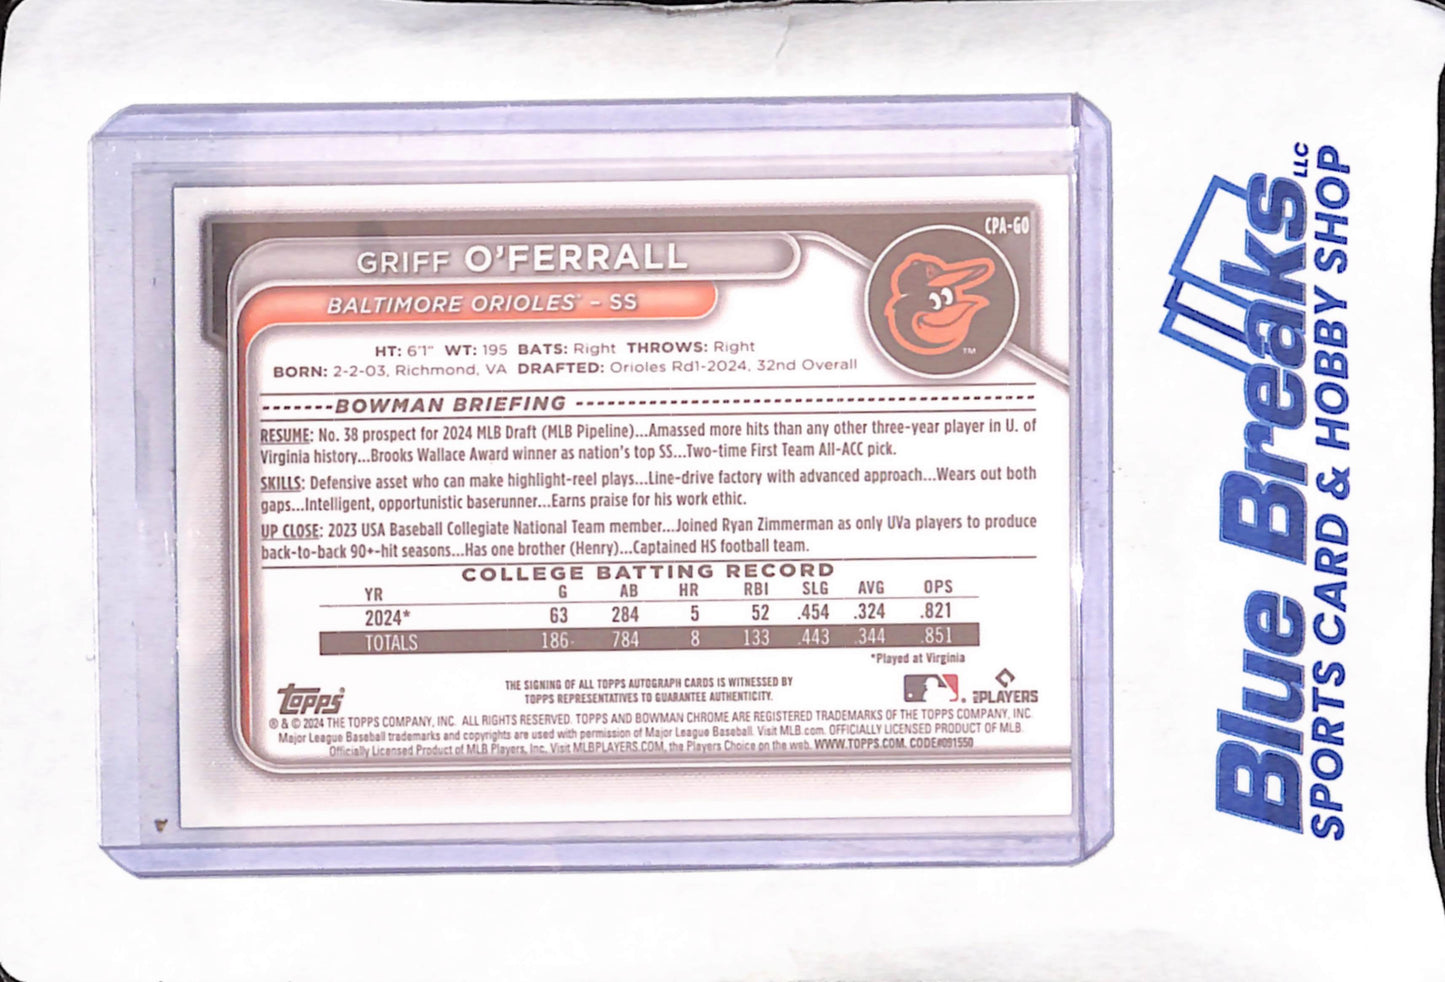 CPA-GO
GRIFF O'FERRALL
BALTIMORE ORIOLES® – SS
TM
HT: 6'1" WT: 195 BATS: Right THROWS: Right
BORN: 2-2-03, Richmond, VA DRAFTED: Orioles Rd1-2024, 32nd Overall
BOWMAN BRIEFING
RESUME: No. 38 prospect for 2024 MLB Draft (MLB Pipeline)...Amassed more hits than any other three-year player in U. of
Virginia history...Brooks Wallace Award winner as nation's top SS...Two-time First Team All-ACC pick.
SKILLS: Defensive asset who can make highlight-reel plays...Line-drive factory with advanced approach...Wears out both
gaps...Intelligent, opportunistic baserunner...Earns praise for his work ethic.
UP CLOSE: 2023 USA Baseball Collegiate National Team member...Joined Ryan Zimmerman as only UVa players to produce
back-to-back 90+-hit seasons...Has one brother (Henry)...Captained HS football team.
COLLEGE BATTING RECORD
YR G AB HR RBI SLG AVG OPS
2024* 63 284 5 52 .454 .324 .821
TOTALS 186 784 8 133 .443 .344 .851
*Played at Virginia
THE SIGNING OF ALL TOPPS AUTOGRAPH CARDS IS WITNESSED BY
TOPPS REPRESENTATIVES TO GUARANTEE AUTHENTICITY.
topps
PLAYERS
® & © 2024 THE TOPPS COMPANY, INC. ALL RIGHTS RESERVED. TOPPS AND BOWMAN CHROME ARE REGISTERED TRADEMARKS OF THE TOPPS COMPANY, INC.
Major League Baseball trademarks and copyrights are used with permission of Major League Baseball. Visit MLB.com. OFFICIALLY LICENSED PRODUCT OF MLB
Officially Licensed Product of MLB Players, Inc. Visit MLBPLAYERS.COM, the Players Choice on the web. WWW.TOPPS.COM. CODE#091550
Blue Breaks LLC
SPORTS CARD & HOBBY SHOP